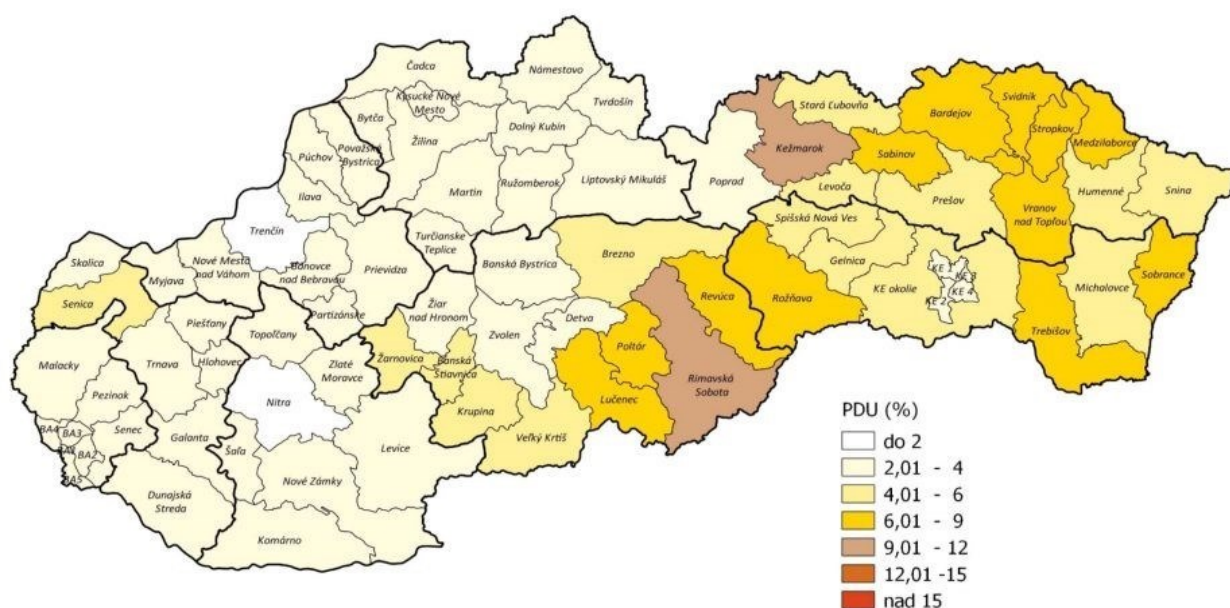 Čadca
Námestovo
Kysucké Nové
Mesto
Tvrdošín
Bytča
Dolný Kubín
Žilina
Púchov
Považská
Bystrica
Martin
Ružomberok
Liptovský Mikuláš
Ilava
Poprad
Kežmarok
Stará Ľubovňa
Bardejov
Svidník
Stropkov
Medzilaborce
Sabinov
Levoča
Prešov
Humenné
Snina
Vranov
nad Topľou
Trenčín
Turčianske
Teplice
Spišská Nová Ves
Skalica
Nové Mesto
nad Váhom
Myjava
Bánovce
nad Bebravou
Prievidza
Banská Bystrica
Brezno
Gelnica
KE 1
KE 3
KE 4
KE 2
KE okolie
Michalovce
Sobrance
Senica
Partizánske
Žiar
nad Hronom
Detva
Revúca
Rožňava
Trebišov
Piešťany
Topoľčany
Zvolen
Poltár
Malacky
Trnava
Hlohovec
Zlaté
Moravce
Žarnovica
Banská
Štiavnica
Rimavská
Sobota
Pezinok
Nitra
Krupina
Lučenec
BA4
BA3
BA2
BA5
Senec
Galanta
Šaľa
Levice
Veľký Krtíš
Dunajská
Streda
Nové Zámky
Komárno
PDU (%)
do 2
2,01 - 4
4,01 - 6
6,01 - 9
9,01 - 12
12,01 -15
nad 15